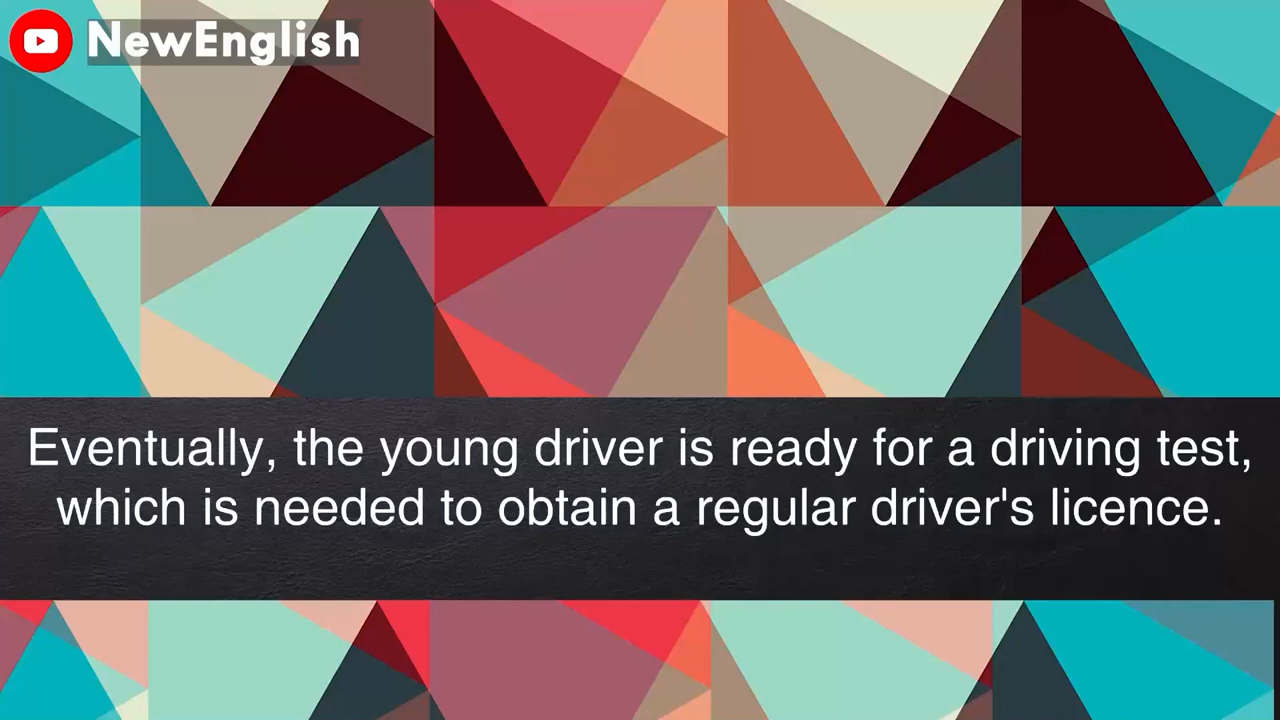 NewEnglish
Eventually, the young driver is ready for a driving test,
which is needed to obtain a regular driver's licence.